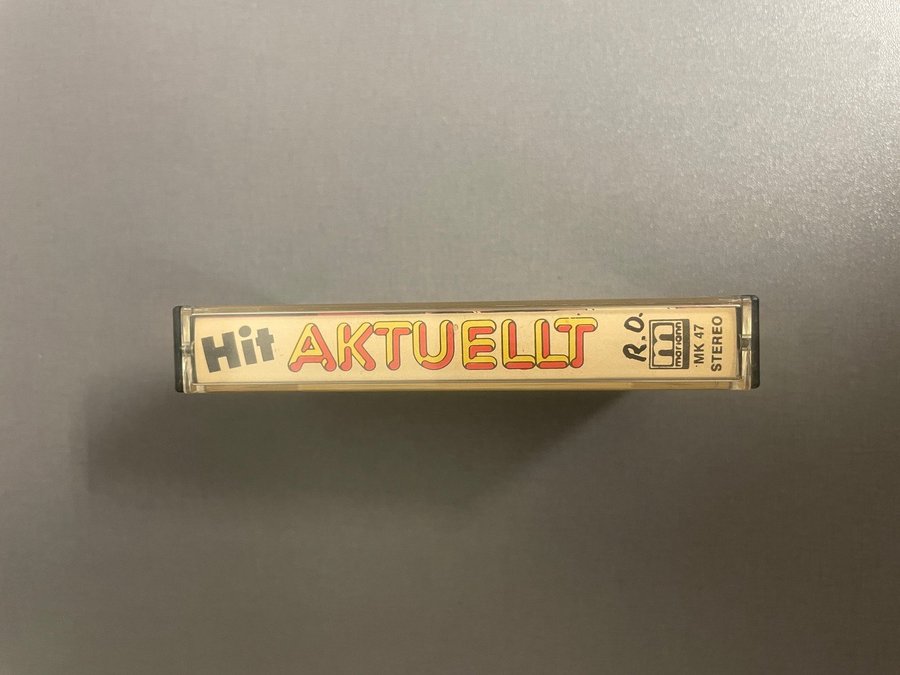 Hit AKTUELLT
R.O.
m
mariann
MK 47
STEREO